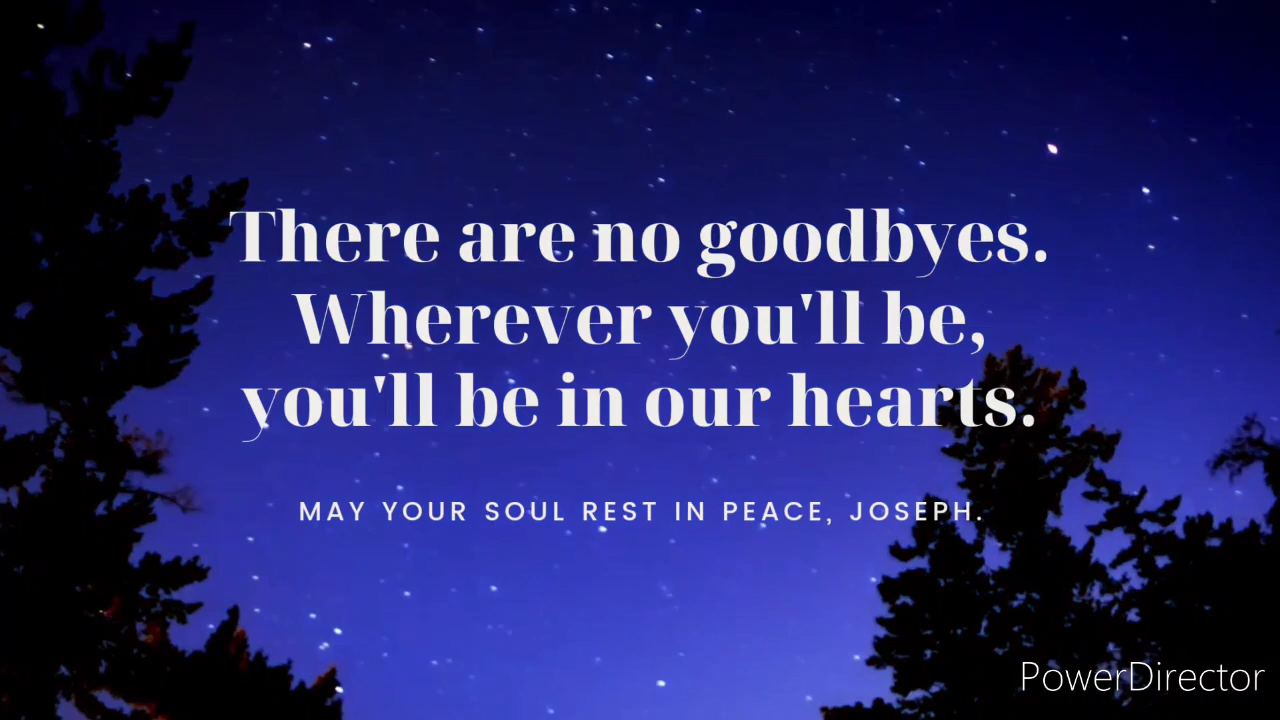 There are no goodbyes.
Wherever you'll be,
you'll be in our hearts.
MAY YOUR SOUL REST IN PEACE, JOSEPH.
PowerDirector